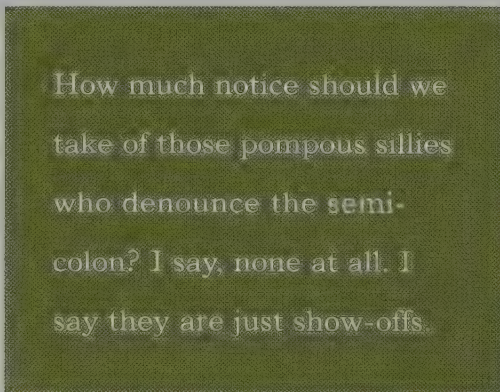 How much notice should we
take of those pompous sillies
who denounce the semi-
colon? I say, none at all. I
say they are just show-offs.